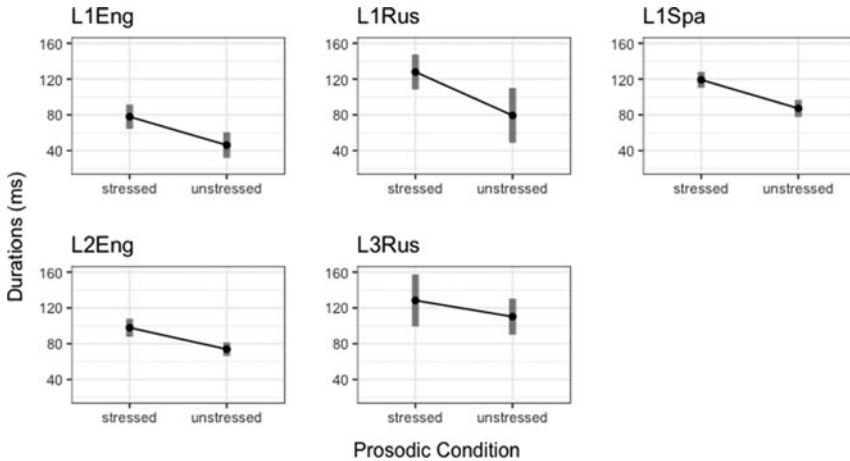 L1Eng
L1Rus
L1Spa
160
120
80
40
stressed
unstressed
160
120
80
40
stressed
unstressed
160
120
80
40
stressed
unstressed
Durations (ms)
L2Eng
L3Rus
160
120
80
40
stressed
unstressed
160
120
80
40
stressed
unstressed
Prosodic Condition